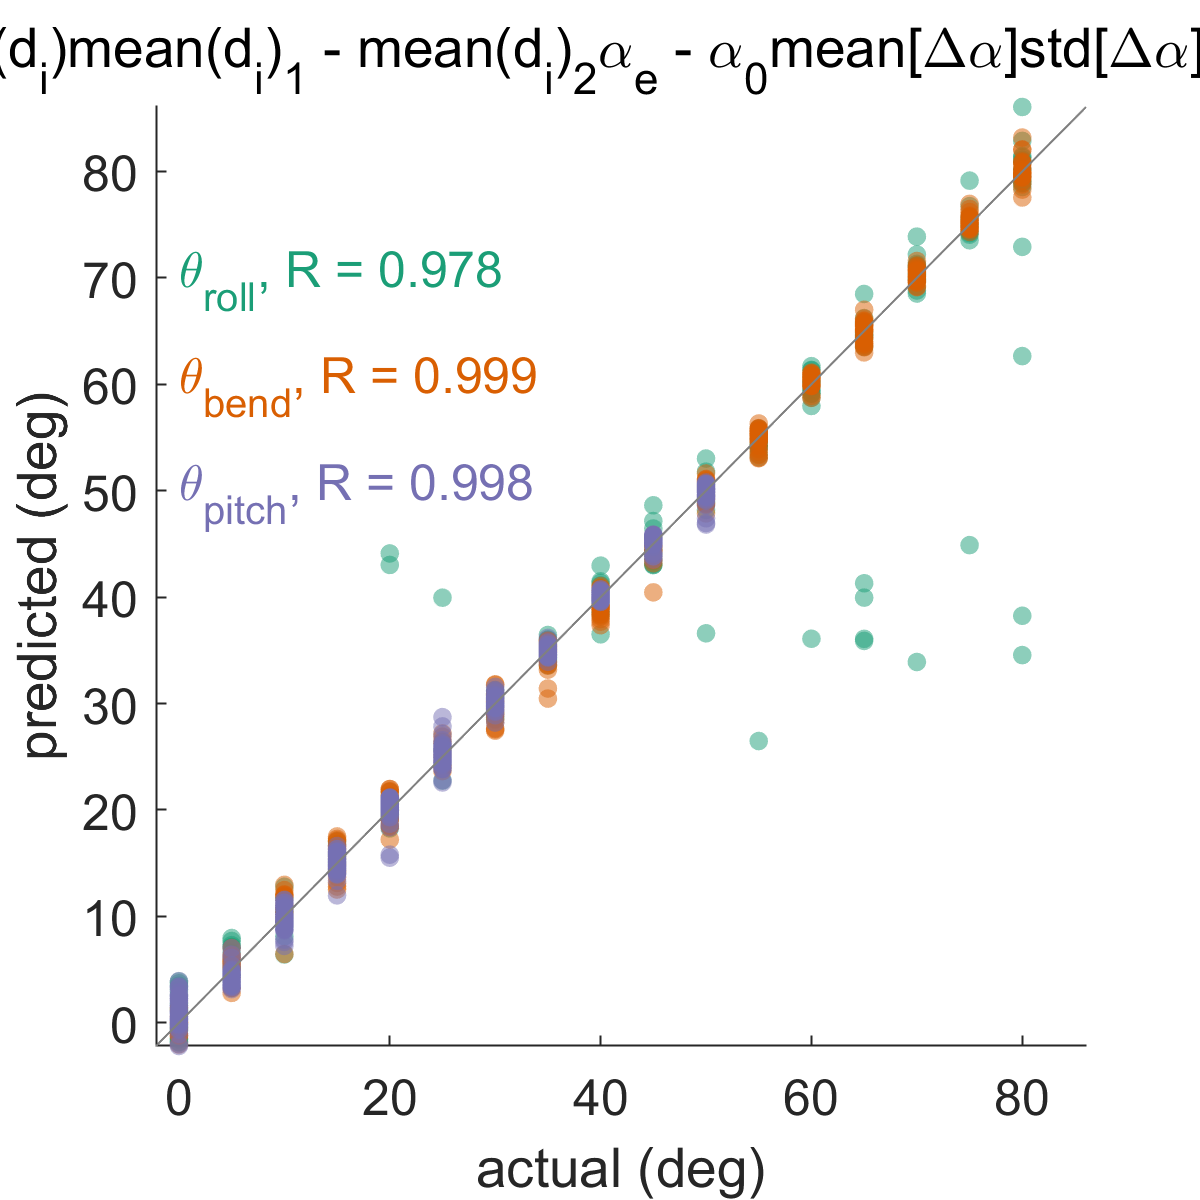 (dᵢ)mean(dᵢ)₁ - mean(dᵢ)₂αₑ - α₀mean[Δα]std[Δα]
80
70
60
50
40
30
20
10
0
θroll, R = 0.978
θbend, R = 0.999
θpitch, R = 0.998
predicted (deg)
0 20 40 60 80
actual (deg)